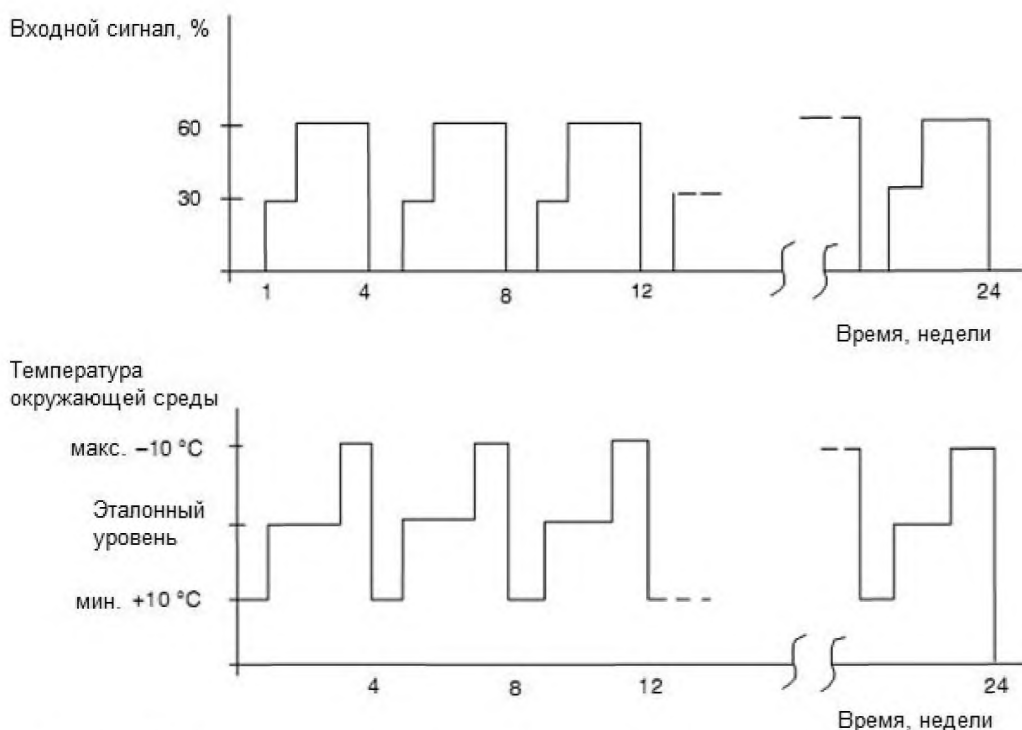 Входной сигнал, %
60
30
1 4 8 12 24
Время, недели
Температура
окружающей среды
макс. –10 °C
Эталонный
уровень
мин. +10 °C
4 8 12 24
Время, недели